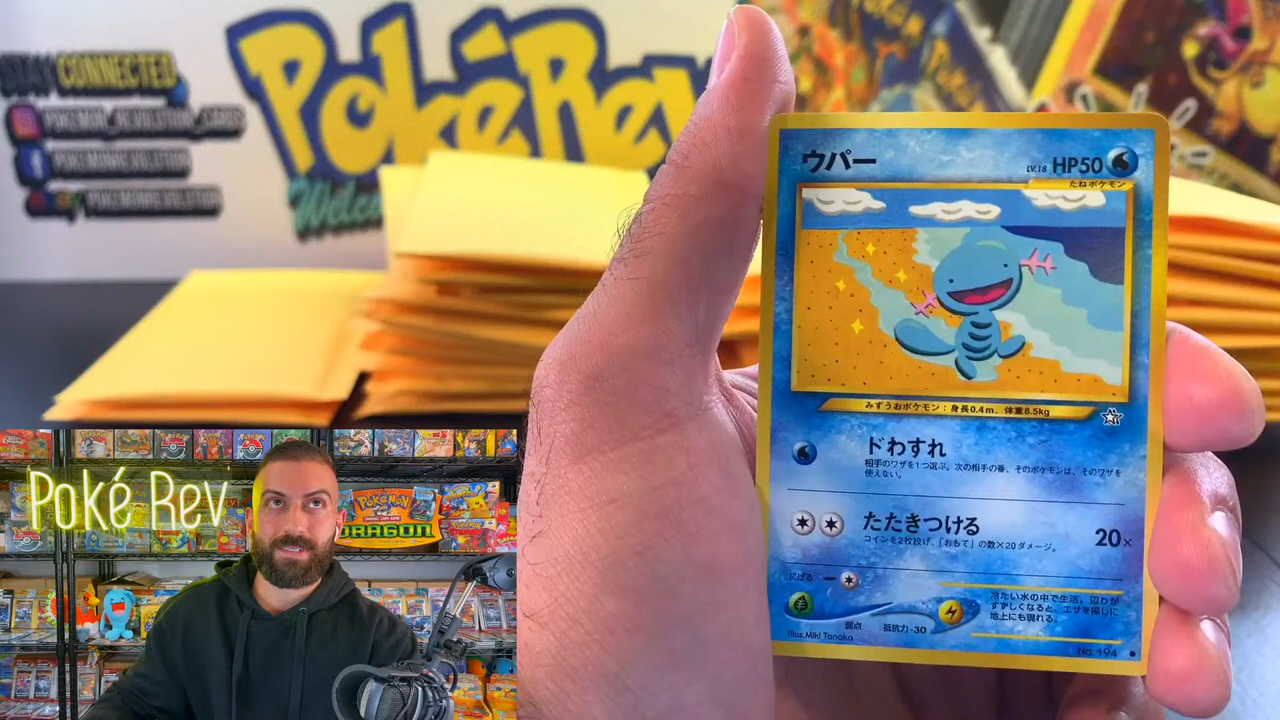 STAY CONNECTED
POKEMON_REVOLUTION_CARDS
POKEMONREVOLUTION
POKEMONREVOLUTION
PokéRev
Welc
ウパー
LV.18 HP50
たねポケモン
みずうおポケモン：身長0.4m、体重8.5kg
ドわすれ
相手のワザを1つ選ぶ。次の相手の番、そのポケモンは、そのワザを
使えない。
たたきつける
20×
コインを2枚投げ、「おもて」の数×20ダメージ。
にげる
弱点
抵抗力-30
冷たい水の中で生活。辺りが
すずしくなると、エサを探しに
地上にも現れる。
Illus.Miki Tanaka
No. 194
Poké Rev
POKéMON
DRAGON